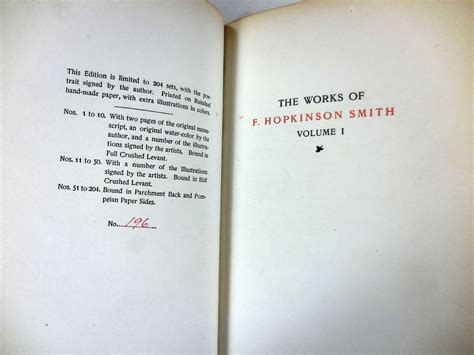 This Edition is limited to 204 sets, with the por-
trait signed by the author. Printed on Ruisdael
hand-made paper, with extra illustrations in colors.
Nos. 1 to 10. With two pages of the original manu-
script, an original water-color by the
author, and a number of the illustra-
tions signed by the artists. Bound in
Full Crushed Levant.
Nos. 11 to 50. With a number of the Illustrations
signed by the artists. Bound in Half
Crushed Levant.
Nos. 51 to 204. Bound in Parchment Back and Pom-
peian Paper Sides.
No. 196
THE WORKS OF
F. HOPKINSON SMITH
VOLUME I